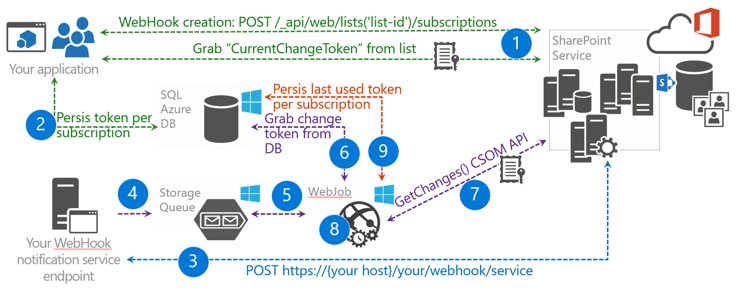 WebHook creation: POST /_api/web/lists('list-id')/subscriptions
1
SharePoint
Service
Grab "CurrentChangeToken" from list
Your application
S
SQL
Azure
DB
Persis last used token
per subscription
2
Persis token per
subscription
Grab change
token from
DB
6
9
GetChanges() CSOM API
7
4
Storage
Queue
5
WebJob
8
Your WebHook
notification service
endpoint
3
POST https://{your host}/your/webhook/service